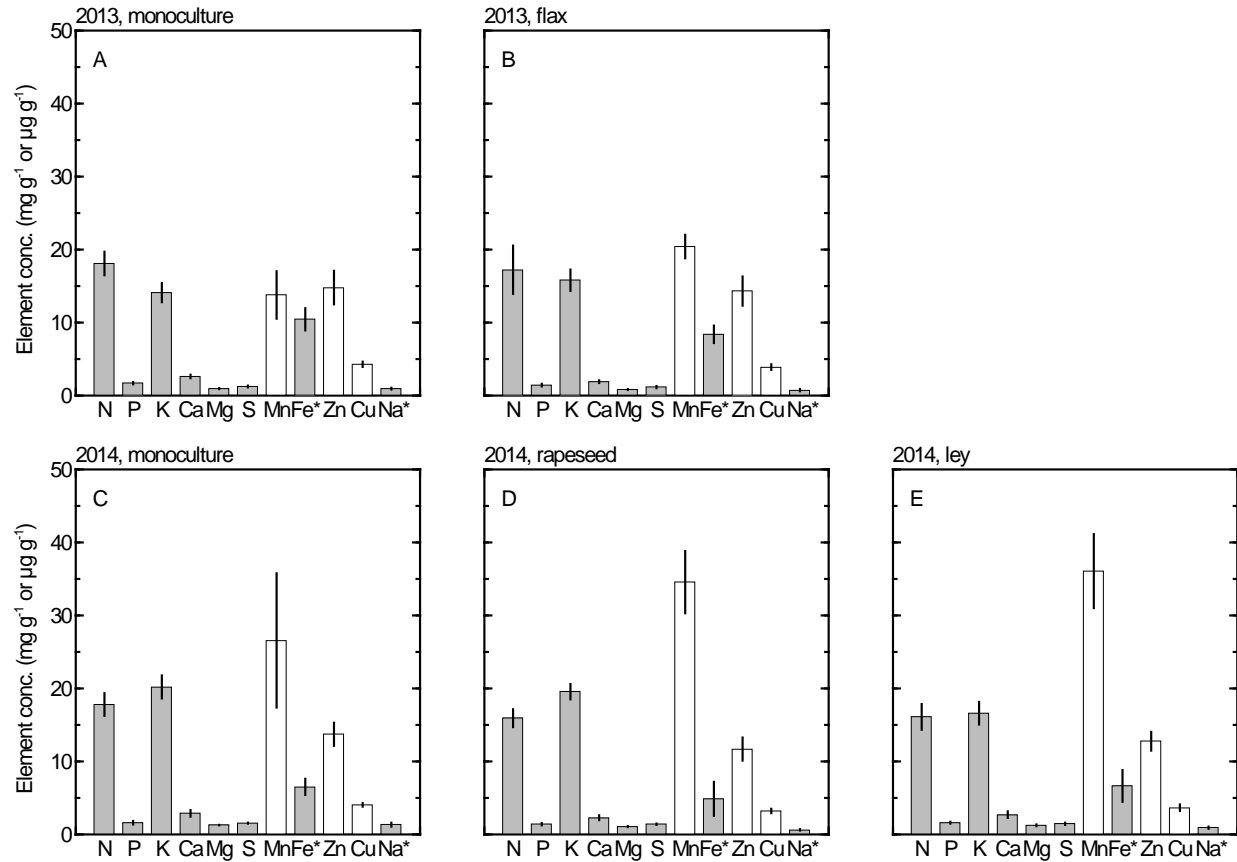 2013, monoculture
2013, flax
50
40
30
20
10
0
Element conc. (mg g⁻¹ or µg g⁻¹)
A
B
N P K Ca Mg S Mn Fe* Zn Cu Na*
N P K Ca Mg S Mn Fe* Zn Cu Na*
2014, monoculture
2014, rapeseed
2014, ley
50
40
30
20
10
0
Element conc. (mg g⁻¹ or µg g⁻¹)
C
D
E
N P K Ca Mg S Mn Fe* Zn Cu Na*
N P K Ca Mg S Mn Fe* Zn Cu Na*
N P K Ca Mg S Mn Fe* Zn Cu Na*